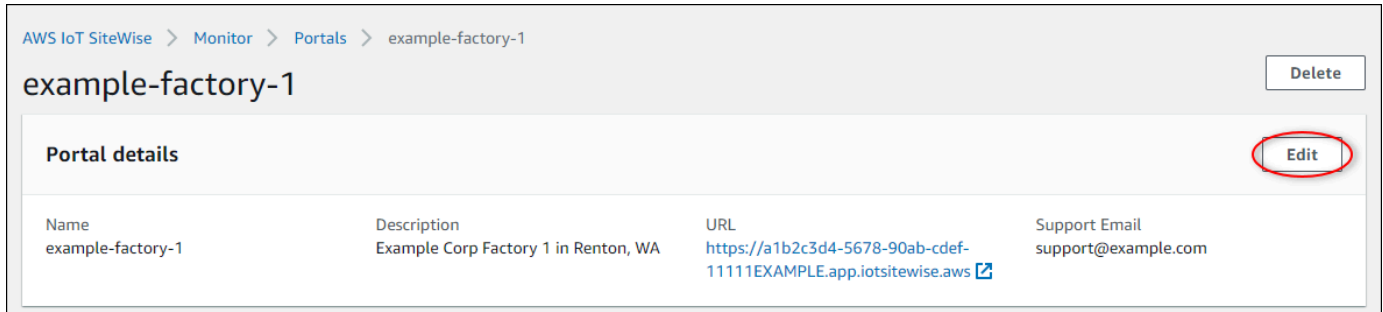 AWS IoT SiteWise > Monitor > Portals > example-factory-1
example-factory-1
Delete
Portal details
Edit
Name
example-factory-1
Description
Example Corp Factory 1 in Renton, WA
URL
https://a1b2c3d4-5678-90ab-cdef-
11111EXAMPLE.app.iotsitewise.aws
Support Email
support@example.com